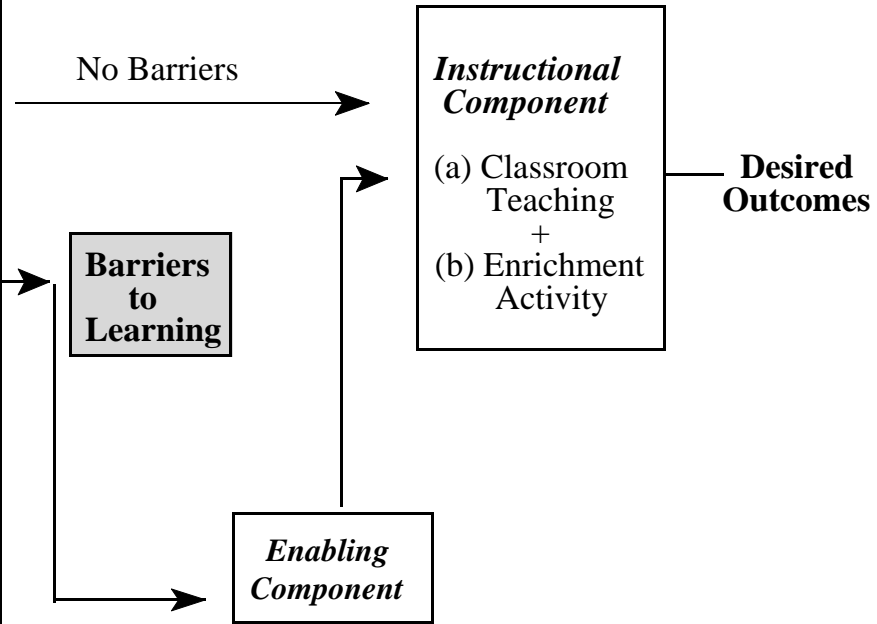 No Barriers
Instructional
Component
(a) Classroom
Teaching
+
(b) Enrichment
Activity
Desired
Outcomes
Barriers
to
Learning
Enabling
Component